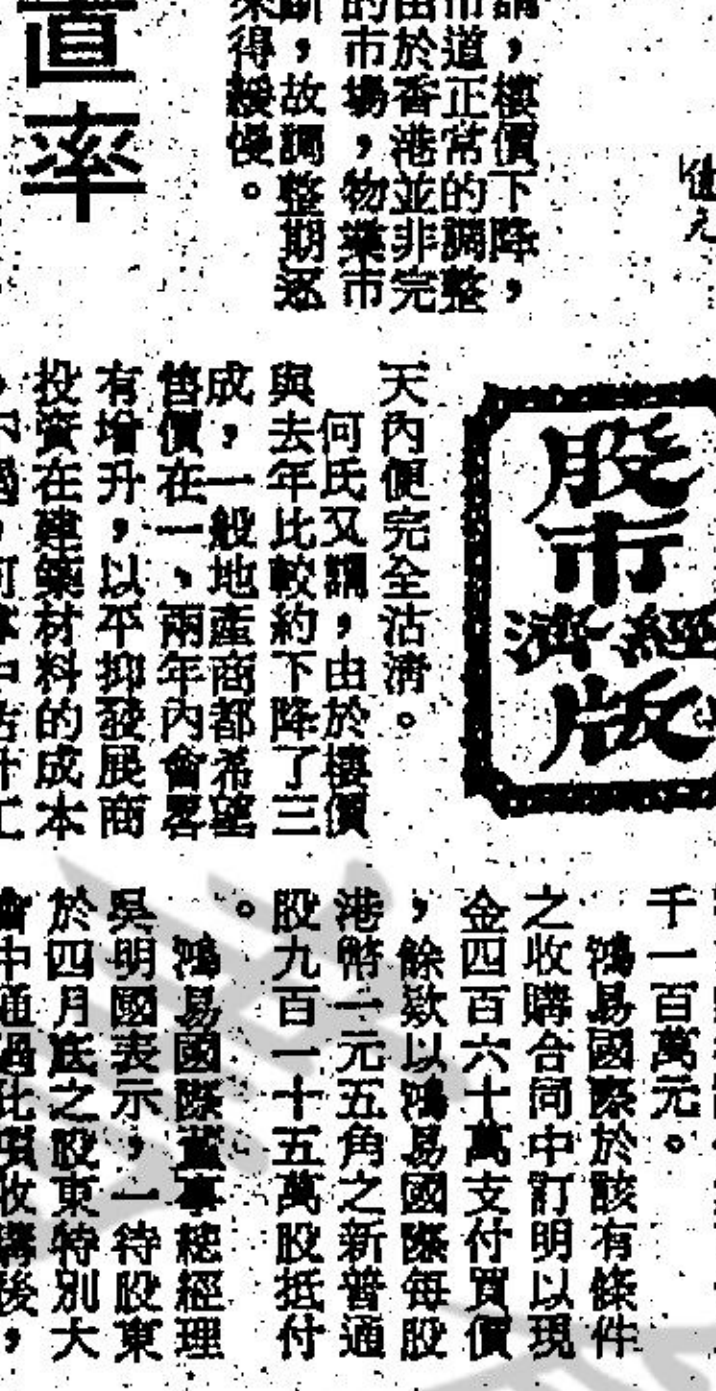 直率
，樓價下降，
市道正常的調整，
由於香港並非完
的市場，物業市
斷，故調整期逐
來得緩慢。
健元
股市
經濟
版
天內便完全沽清。
何氏又謂，由於樓價
與去年比較約下降了三
成，一般地產商都希望
售價在一、兩年內會畧
有增升，以平抑發展商
投資在建築材料的成本
千一百萬元。
鴻易國際於該有條件
之收購合同中訂明以現
金四百六十萬支付買價
，餘欵以鴻易國際每股
港幣一元五角之新普通
股九百一十五萬股抵付
。
鴻易國際董事總經理
吳明國表示，一待股東
於四月底之股東特別大
會中通過此項收購後，